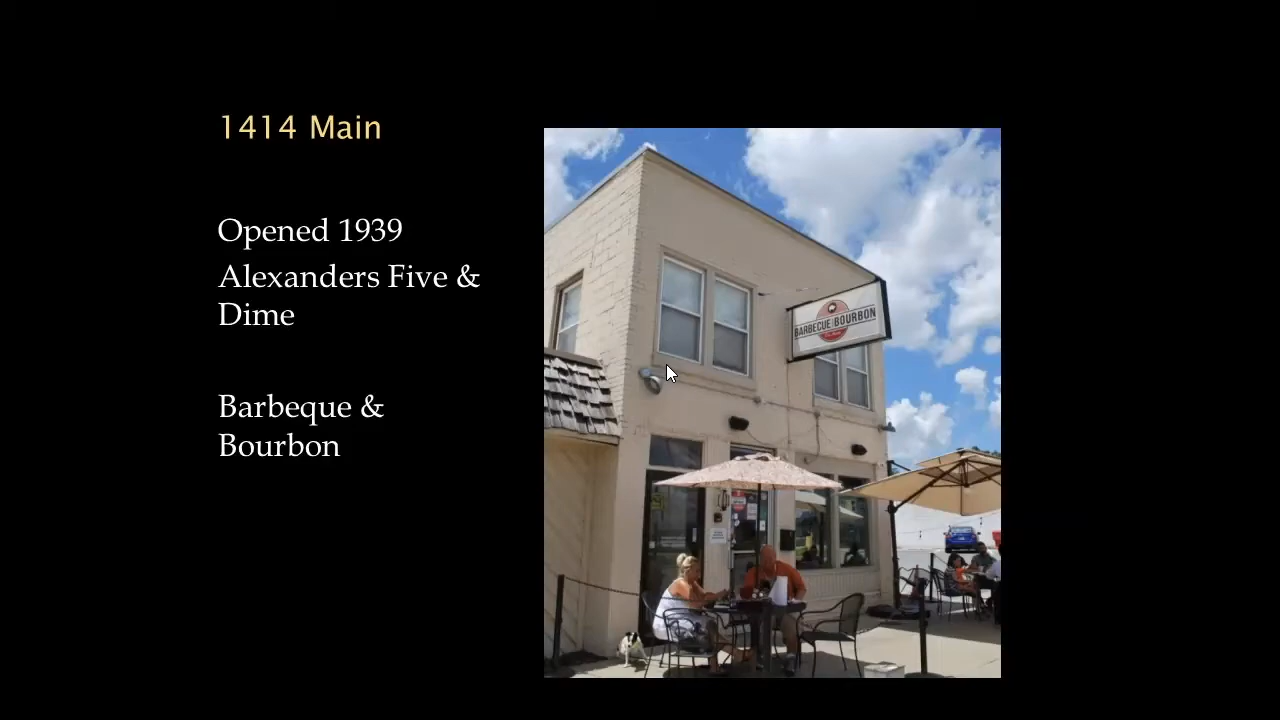 1414 Main
Opened 1939
Alexanders Five &
Dime
Barbeque &
Bourbon
BARBECUE BOURBON